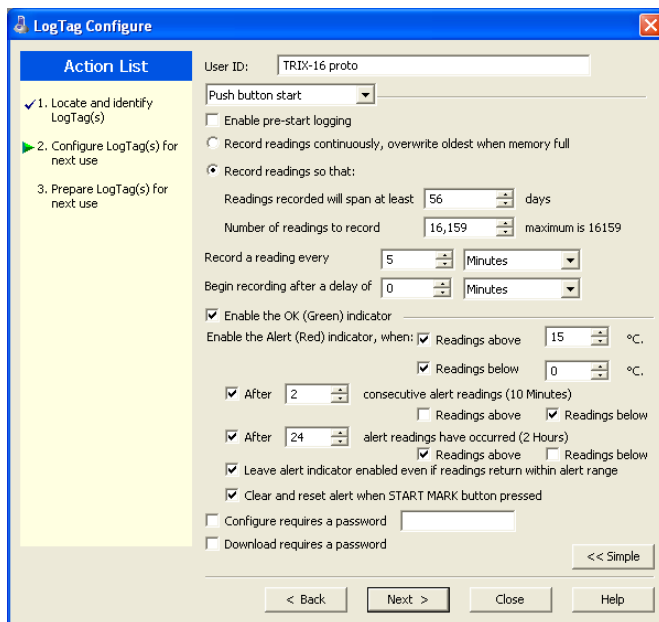 LogTag Configure
Action List
1. Locate and identify
LogTag(s)
2. Configure LogTag(s) for
next use
3. Prepare LogTag(s) for
next use
User ID: TRIX-16 proto
Push button start
Enable pre-start logging
Record readings continuously, overwrite oldest when memory full
Record readings so that:
Readings recorded will span at least 56 days
Number of readings to record 16,159 maximum is 16159
Record a reading every 5 Minutes
Begin recording after a delay of 0 Minutes
Enable the OK (Green) indicator
Enable the Alert (Red) indicator, when: Readings above 15 °C.
Readings below 0 °C.
After 2 consecutive alert readings (10 Minutes)
Readings above Readings below
After 24 alert readings have occurred (2 Hours)
Readings above Readings below
Leave alert indicator enabled even if readings return within alert range
Clear and reset alert when START MARK button pressed
Configure requires a password
Download requires a password
<< Simple
< Back Next > Close Help